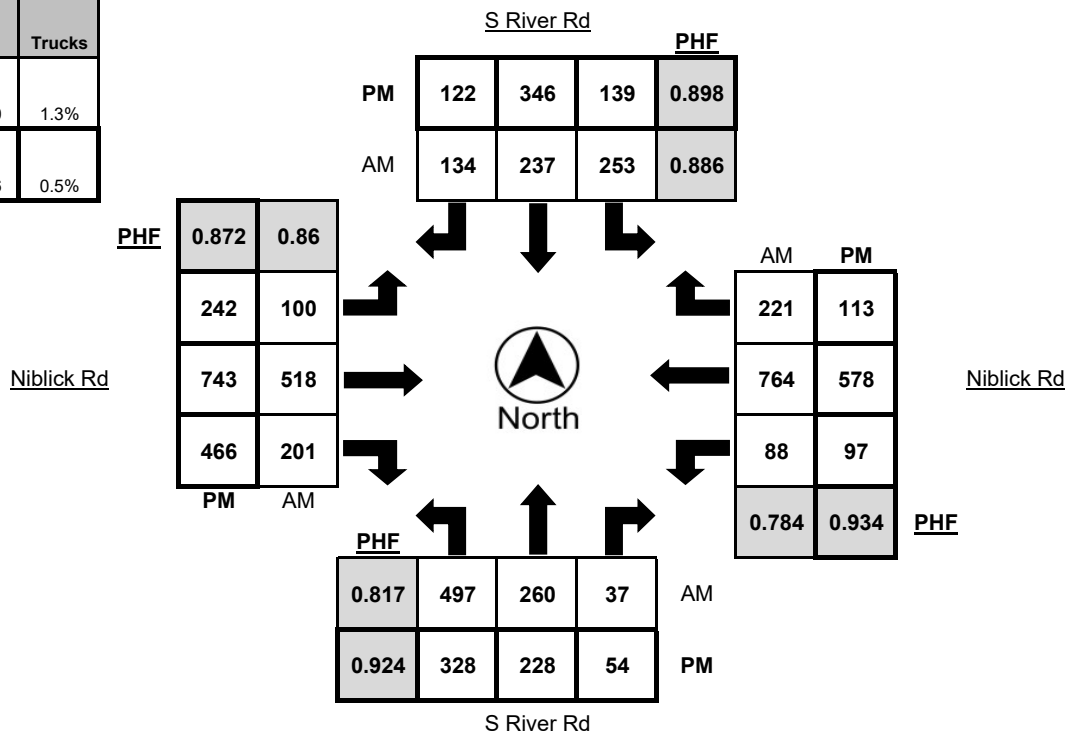 S River Rd
PHF
Trucks
PM 122 346 139 0.898
1.3%
AM 134 237 253 0.886
0.5%
PHF 0.872 0.86
AM PM
242 100
221 113
Niblick Rd 743 518
764 578 Niblick Rd
North
466 201
88 97
PM AM
0.784 0.934 PHF
PHF
0.817 497 260 37 AM
0.924 328 228 54 PM
S River Rd